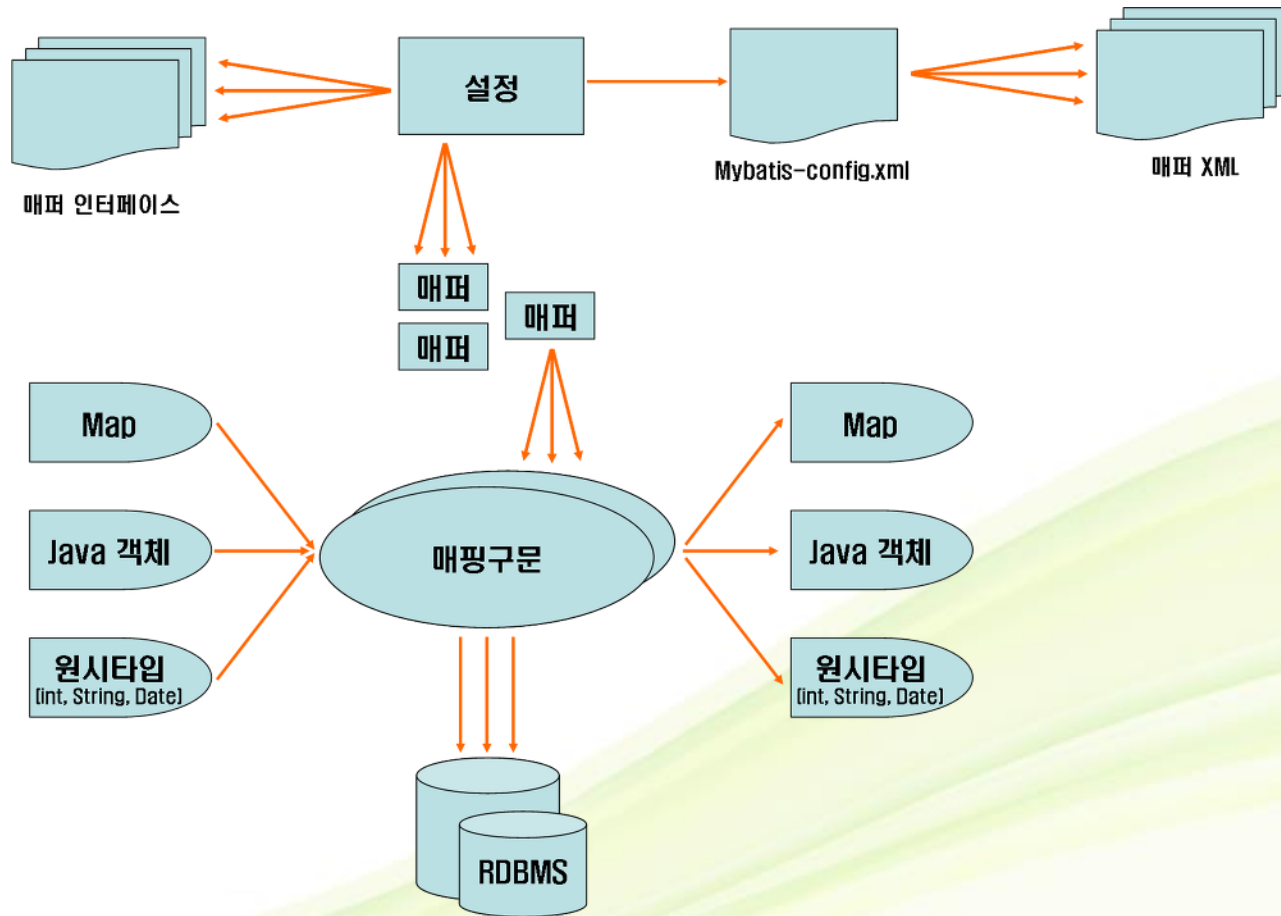 설정
Mybatis-config.xml
매퍼 XML
매퍼 인터페이스
매퍼
매퍼
매퍼
Map
Map
Java 객체
매핑구문
Java 객체
원시타입
(int, String, Date)
원시타입
(int, String, Date)
RDBMS